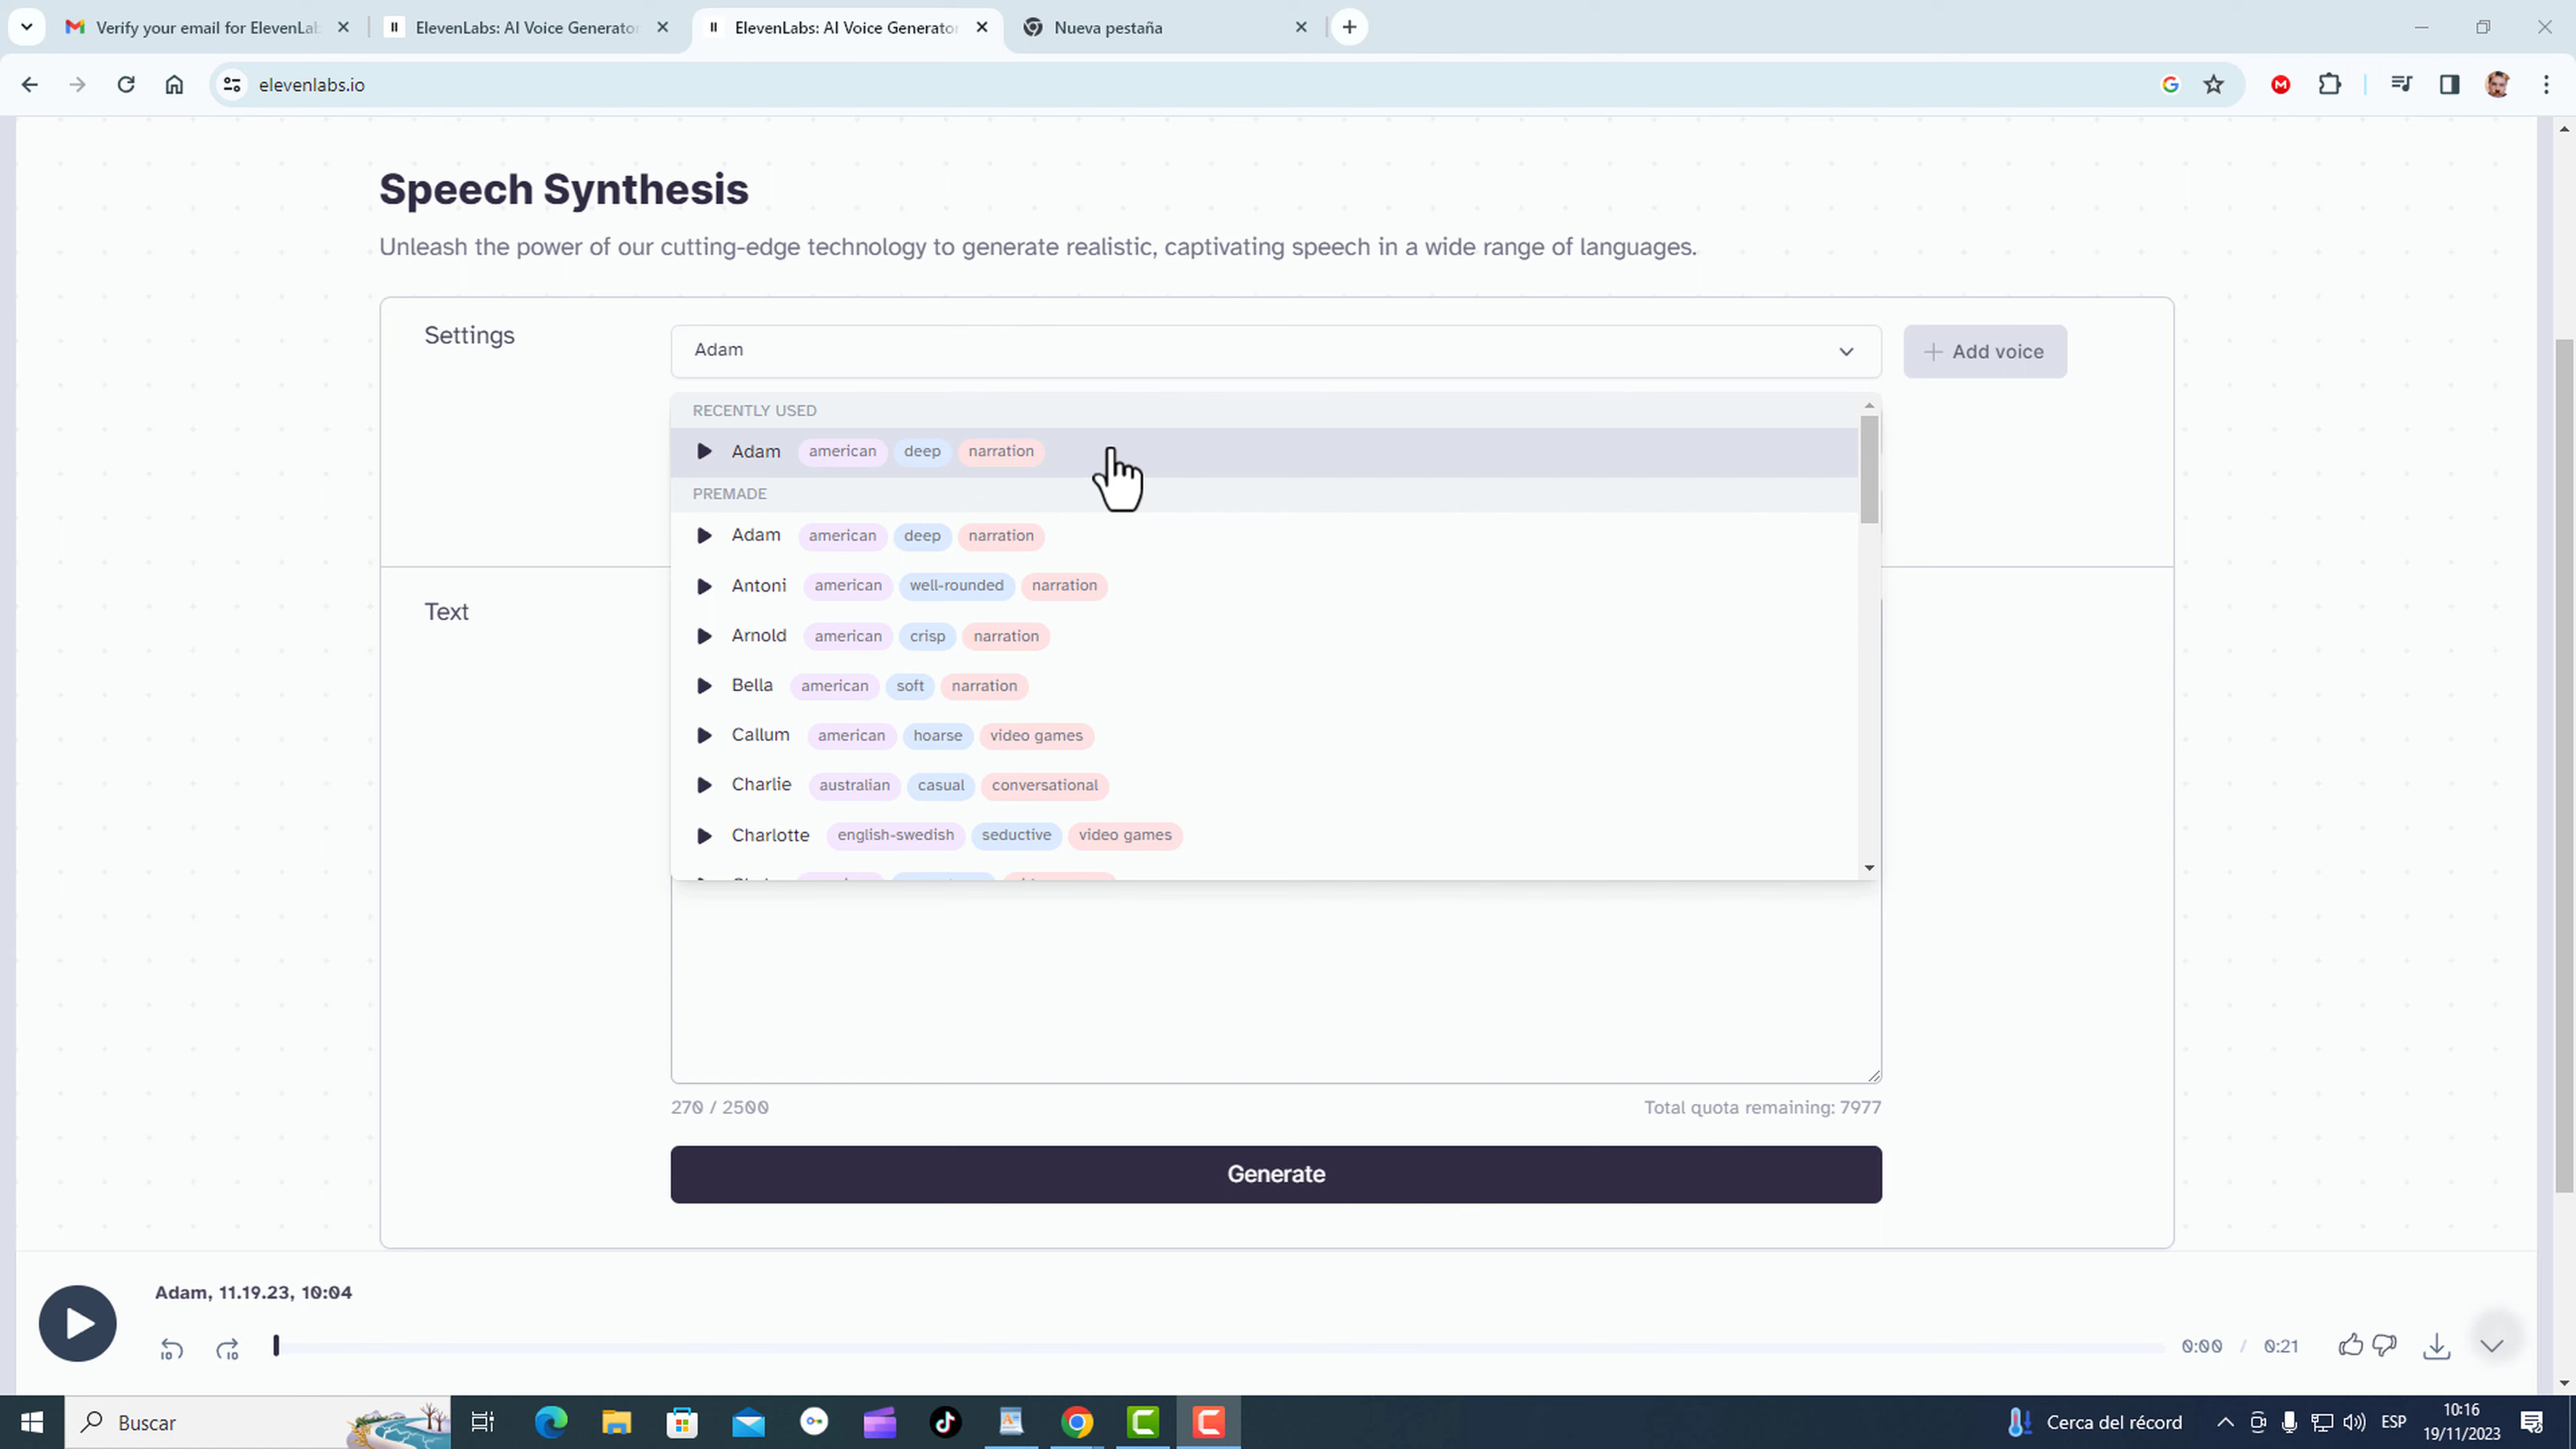 Verify your email for ElevenLab
ElevenLabs: AI Voice Generator
ElevenLabs: AI Voice Generator
Nueva pestaña
elevenlabs.io
Speech Synthesis
Unleash the power of our cutting-edge technology to generate realistic, captivating speech in a wide range of languages.
Settings
Adam
Add voice
RECENTLY USED
Adam american deep narration
PREMADE
Adam american deep narration
Antoni american well-rounded narration
Text
Arnold american crisp narration
Bella american soft narration
Callum american hoarse video games
Charlie australian casual conversational
Charlotte english-swedish seductive video games
270 / 2500
Total quota remaining: 7977
Generate
Adam, 11.19.23, 10:04
10
10
0:00 / 0:21
Buscar
Cerca del récord
ESP
10:16
19/11/2023